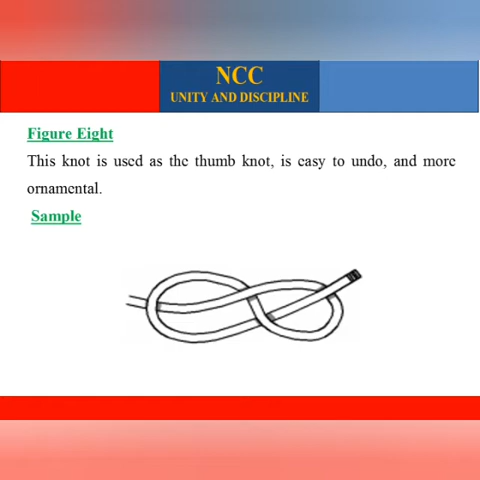 NCC
UNITY AND DISCIPLINE
Figure Eight
This knot is used as the thumb knot, is easy to undo, and more
ornamental.
Sample